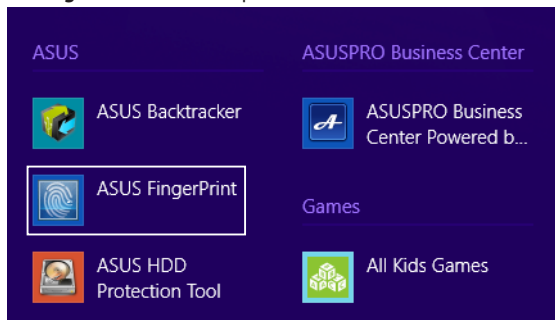 ASUS
ASUS Backtracker
ASUS FingerPrint
ASUS HDD
Protection Tool
ASUSPRO Business Center
ASUSPRO Business
Center Powered b...
Games
All Kids Games